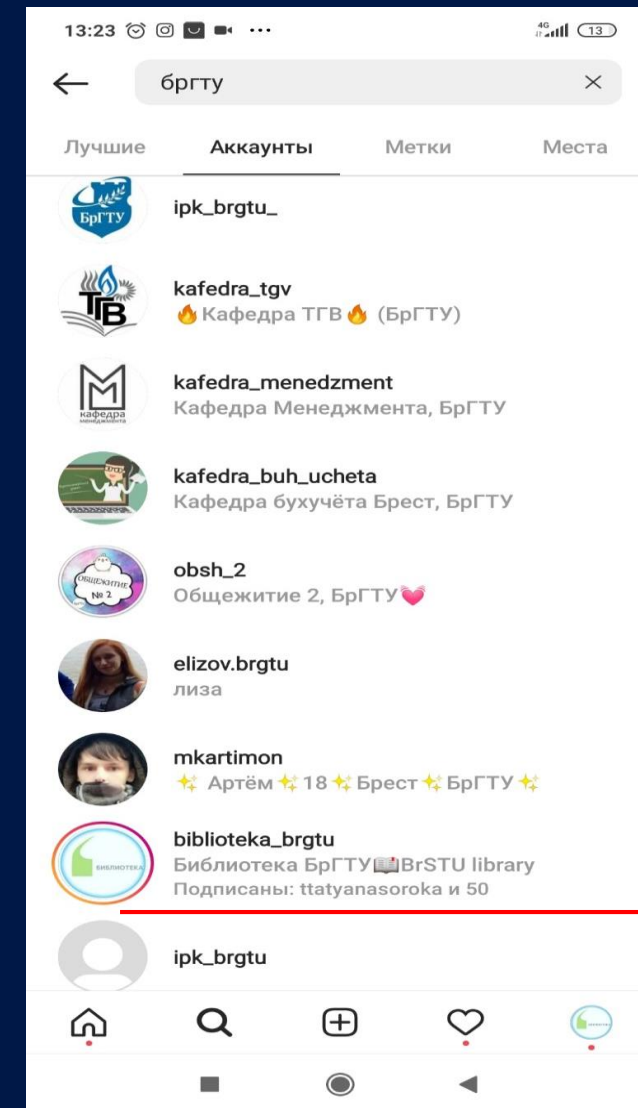 13:23
4G
13
бргту
Лучшие Аккаунты Метки Места
БрГТУ
ipk_brgtu_
ТГВ
kafedra_tgv
🔥Кафедра ТГВ🔥 (БрГТУ)
кафедра
менеджмента
kafedra_menedzment
Кафедра Менеджмента, БрГТУ
kafedra_buh_ucheta
Кафедра бухучёта Брест, БрГТУ
ОБЩЕЖИТИЕ
№ 2
obsh_2
Общежитие 2, БрГТУ💓
elizov.brgtu
лиза
mkartimon
✨ Артём✨18✨Брест✨БрГТУ✨
БИБЛИОТЕКА
biblioteka_brgtu
Библиотека БрГТУ📖BrSTU library
Подписаны: ttatyanasoroka и 50
ipk_brgtu